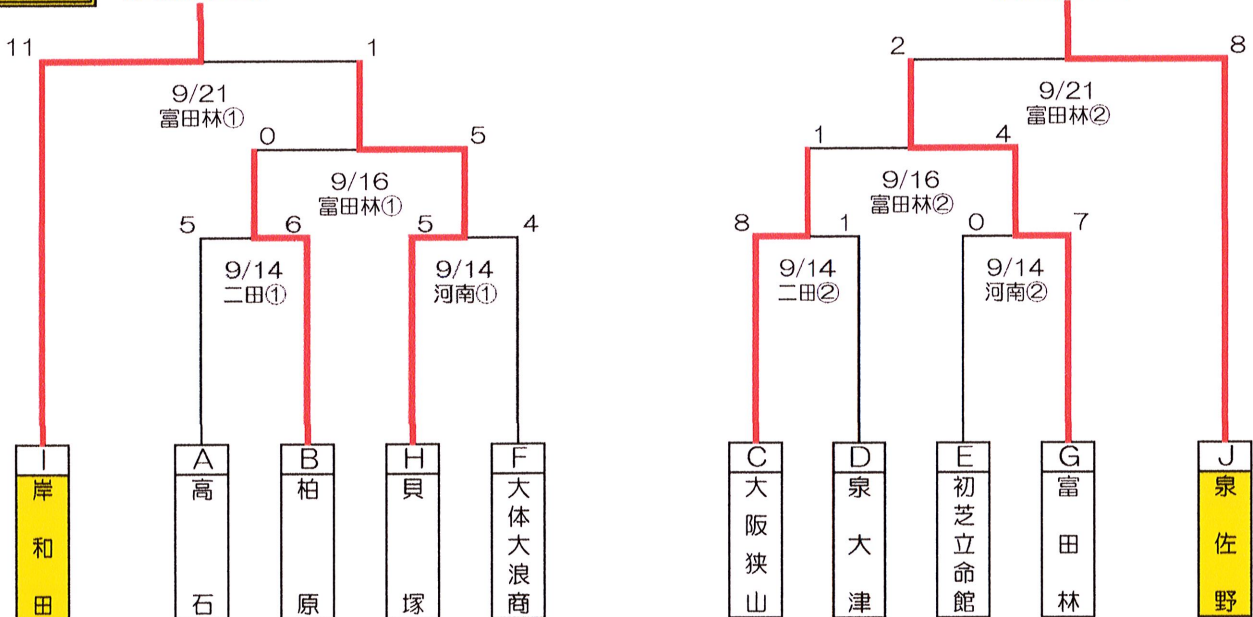 11
1
2
8
9/21
富田林①
9/21
富田林②
0
5
1
4
9/16
富田林①
9/16
富田林②
5
6
5
4
8
1
0
7
9/14
二田①
9/14
河南①
9/14
二田②
9/14
河南②
I
A
B
H
F
C
D
E
G
J
岸和田
高石
柏原
貝塚
大体大浪商
大阪狭山
泉大津
初芝立命館
富田林
泉佐野